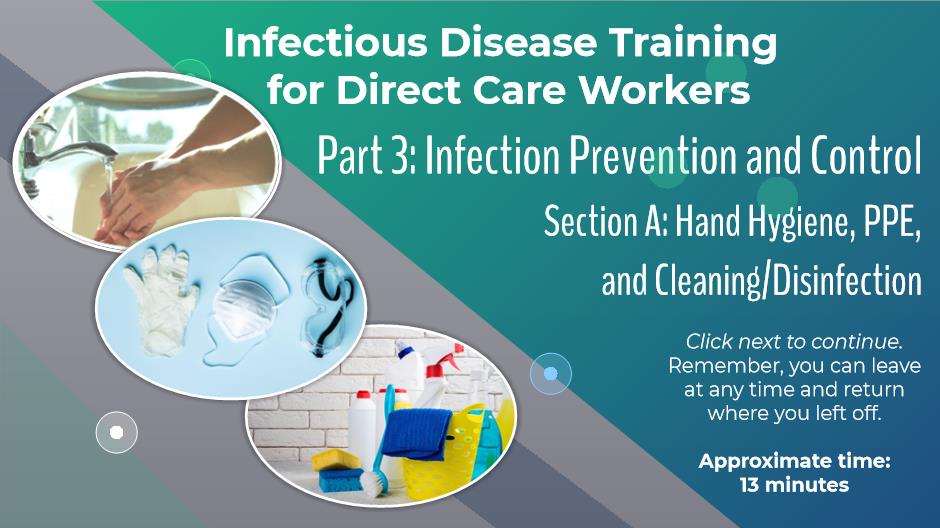 Infectious Disease Training
for Direct Care Workers
Part 3: Infection Prevention and Control
Section A: Hand Hygiene, PPE,
and Cleaning/Disinfection
Click next to continue.
Remember, you can leave
at any time and return
where you left off.
Approximate time:
13 minutes